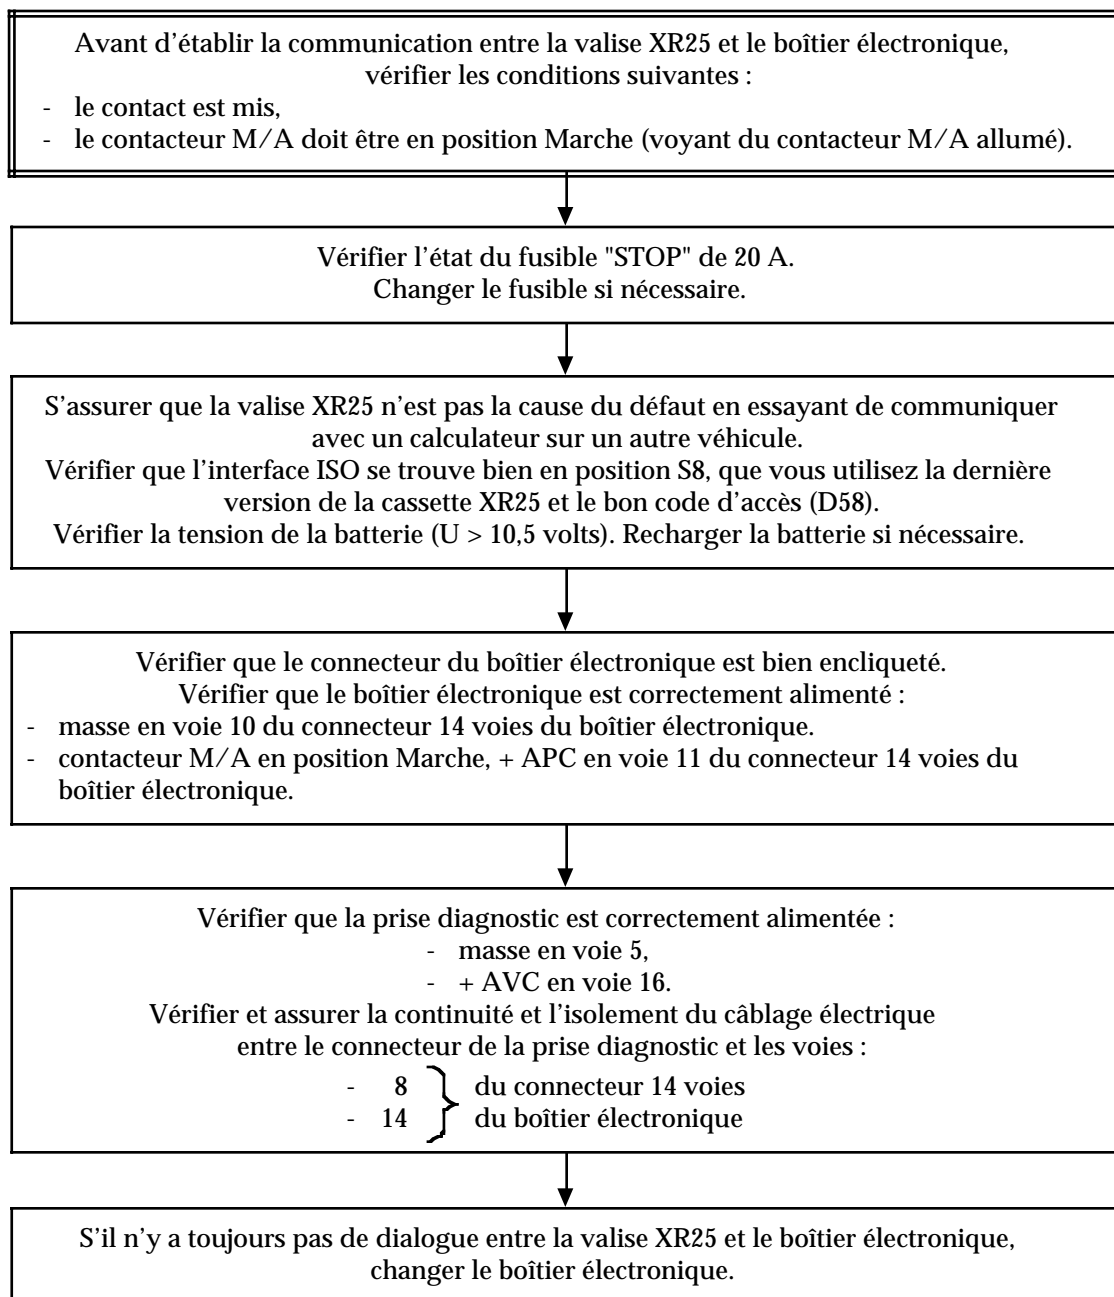 Avant d'établir la communication entre la valise XR25 et le boîtier électronique,
vérifier les conditions suivantes :
- le contact est mis,
- le contacteur M/A doit être en position Marche (voyant du contacteur M/A allumé).
Vérifier l'état du fusible "STOP" de 20 A.
Changer le fusible si nécessaire.
S'assurer que la valise XR25 n'est pas la cause du défaut en essayant de communiquer
avec un calculateur sur un autre véhicule.
Vérifier que l'interface ISO se trouve bien en position S8, que vous utilisez la dernière
version de la cassette XR25 et le bon code d'accès (D58).
Vérifier la tension de la batterie (U > 10,5 volts). Recharger la batterie si nécessaire.
Vérifier que le connecteur du boîtier électronique est bien encliqueté.
Vérifier que le boîtier électronique est correctement alimenté :
- masse en voie 10 du connecteur 14 voies du boîtier électronique.
- contacteur M/A en position Marche, + APC en voie 11 du connecteur 14 voies du
boîtier électronique.
Vérifier que la prise diagnostic est correctement alimentée :
- masse en voie 5,
- + AVC en voie 16.
Vérifier et assurer la continuité et l'isolement du câblage électrique
entre le connecteur de la prise diagnostic et les voies :
- 8 } du connecteur 14 voies
- 14 } du boîtier électronique
S'il n'y a toujours pas de dialogue entre la valise XR25 et le boîtier électronique,
changer le boîtier électronique.